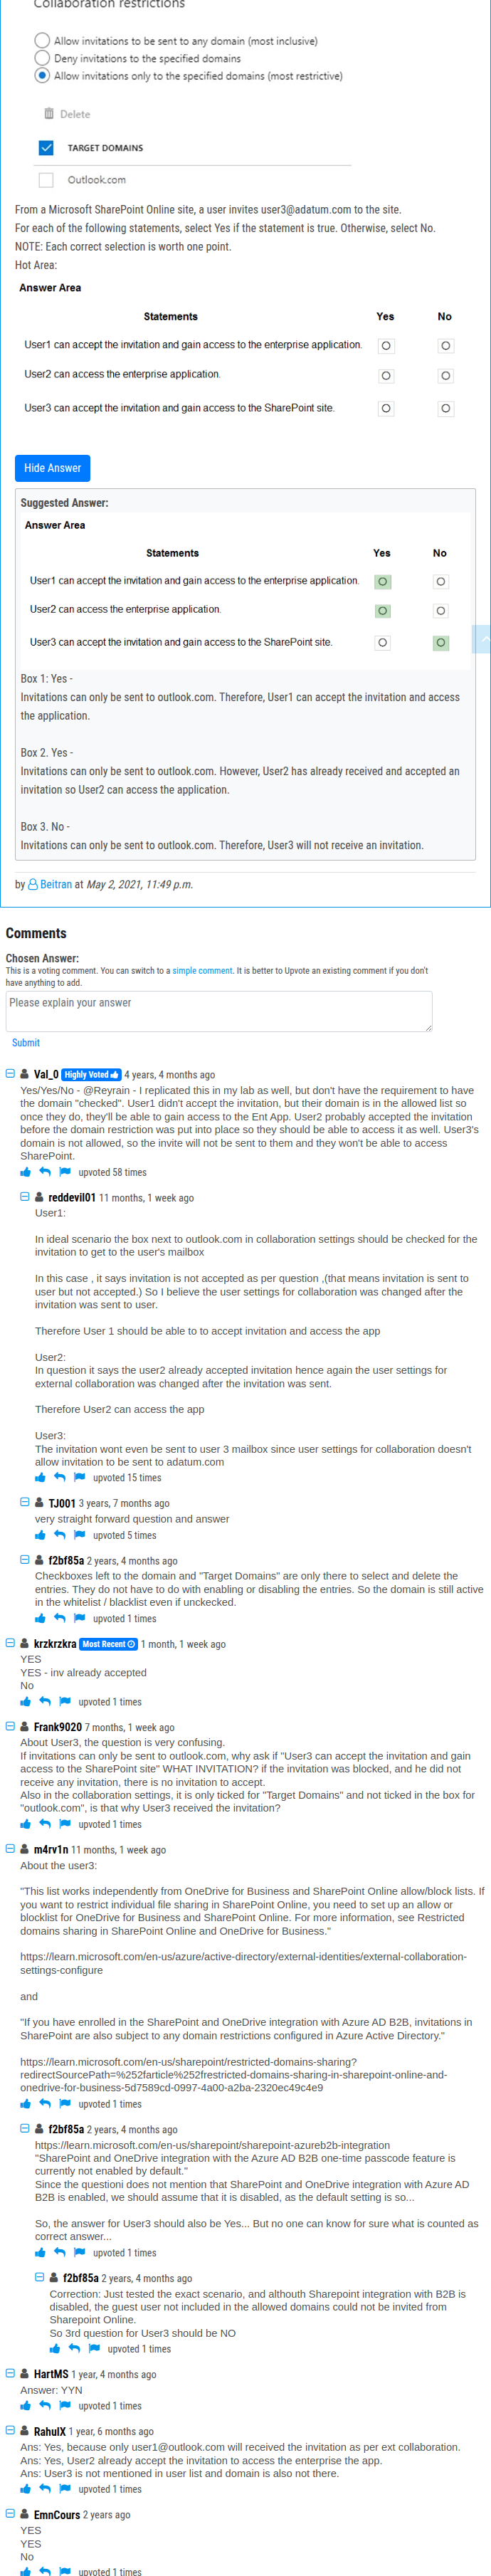 Collaboration restrictions
Allow invitations to be sent to any domain (most inclusive)
Deny invitations to the specified domains
Allow invitations only to the specified domains (most restrictive)
Delete
TARGET DOMAINS
Outlook.com
From a Microsoft SharePoint Online site, a user invites user3@adatum.com to the site.
For each of the following statements, select Yes if the statement is true. Otherwise, select No.
NOTE: Each correct selection is worth one point.
Hot Area:
Answer Area
Statements Yes No
User1 can accept the invitation and gain access to the enterprise application.
User2 can access the enterprise application.
User3 can accept the invitation and gain access to the SharePoint site.
Hide Answer
Suggested Answer:
Answer Area
Statements Yes No
User1 can accept the invitation and gain access to the enterprise application.
User2 can access the enterprise application.
User3 can accept the invitation and gain access to the SharePoint site.
Box 1: Yes -
Invitations can only be sent to outlook.com. Therefore, User1 can accept the invitation and access
the application.
Box 2. Yes -
Invitations can only be sent to outlook.com. However, User2 has already received and accepted an
invitation so User2 can access the application.
Box 3. No -
Invitations can only be sent to outlook.com. Therefore, User3 will not receive an invitation.
by Beitran at May 2, 2021, 11:49 p.m.
Comments
Chosen Answer:
This is a voting comment. You can switch to a simple comment. It is better to Upvote an existing comment if you don't
have anything to add.
Please explain your answer
Submit
Val_0 Highly Voted 4 years, 4 months ago
Yes/Yes/No - @Reyrain - I replicated this in my lab as well, but don't have the requirement to have
the domain "checked". User1 didn't accept the invitation, but their domain is in the allowed list so
once they do, they'll be able to gain access to the Ent App. User2 probably accepted the invitation
before the domain restriction was put into place so they should be able to access it as well. User3's
domain is not allowed, so the invite will not be sent to them and they won't be able to access
SharePoint.
upvoted 58 times
reddevil01 11 months, 1 week ago
User1:
In ideal scenario the box next to outlook.com in collaboration settings should be checked for the
invitation to get to the user's mailbox
In this case , it says invitation is not accepted as per question ,(that means invitation is sent to
user but not accepted.) So I believe the user settings for collaboration was changed after the
invitation was sent to user.
Therefore User 1 should be able to to accept invitation and access the app
User2:
In question it says the user2 already accepted invitation hence again the user settings for
external collaboration was changed after the invitation was sent.
Therefore User2 can access the app
User3:
The invitation wont even be sent to user 3 mailbox since user settings for collaboration doesn't
allow invitation to be sent to adatum.com
upvoted 15 times
TJ001 3 years, 7 months ago
very straight forward question and answer
upvoted 5 times
f2bf85a 2 years, 4 months ago
Checkboxes left to the domain and "Target Domains" are only there to select and delete the
entries. They do not have to do with enabling or disabling the entries. So the domain is still active
in the whitelist / blacklist even if unckecked.
upvoted 1 times
krzkrzkra Most Recent 1 month, 1 week ago
YES
YES - inv already accepted
No
upvoted 1 times
Frank9020 7 months, 1 week ago
About User3, the question is very confusing.
If invitations can only be sent to outlook.com, why ask if "User3 can accept the invitation and gain
access to the SharePoint site" WHAT INVITATION? if the invitation was blocked, and he did not
receive any invitation, there is no invitation to accept.
Also in the collaboration settings, it is only ticked for "Target Domains" and not ticked in the box for
"outlook.com", is that why User3 received the invitation?
upvoted 1 times
m4rv1n 11 months, 1 week ago
About the user3:
"This list works independently from OneDrive for Business and SharePoint Online allow/block lists. If
you want to restrict individual file sharing in SharePoint Online, you need to set up an allow or
blocklist for OneDrive for Business and SharePoint Online. For more information, see Restricted
domains sharing in SharePoint Online and OneDrive for Business."
https://learn.microsoft.com/en-us/azure/active-directory/external-identities/external-collaboration-
settings-configure
and
"If you have enrolled in the SharePoint and OneDrive integration with Azure AD B2B, invitations in
SharePoint are also subject to any domain restrictions configured in Azure Active Directory."
https://learn.microsoft.com/en-us/sharepoint/restricted-domains-sharing?
redirectSourcePath=%252farticle%252frestricted-domains-sharing-in-sharepoint-online-and-
onedrive-for-business-5d7589cd-0997-4a00-a2ba-2320ec49c4e9
upvoted 1 times
f2bf85a 2 years, 4 months ago
https://learn.microsoft.com/en-us/sharepoint/sharepoint-azureb2b-integration
"SharePoint and OneDrive integration with the Azure AD B2B one-time passcode feature is
currently not enabled by default."
Since the questioni does not mention that SharePoint and OneDrive integration with Azure AD
B2B is enabled, we should assume that it is disabled, as the default setting is so...
So, the answer for User3 should also be Yes... But no one can know for sure what is counted as
correct answer...
upvoted 1 times
f2bf85a 2 years, 4 months ago
Correction: Just tested the exact scenario, and althouth Sharepoint integration with B2B is
disabled, the guest user not included in the allowed domains could not be invited from
Sharepoint Online.
So 3rd question for User3 should be NO
upvoted 1 times
HartMS 1 year, 4 months ago
Answer: YYN
upvoted 1 times
RahulX 1 year, 6 months ago
Ans: Yes, because only user1@outlook.com will received the invitation as per ext collaboration.
Ans: Yes, User2 already accept the invitation to access the enterprise the app.
Ans: User3 is not mentioned in user list and domain is also not there.
upvoted 1 times
EmnCours 2 years ago
YES
YES
No
upvoted 1 times